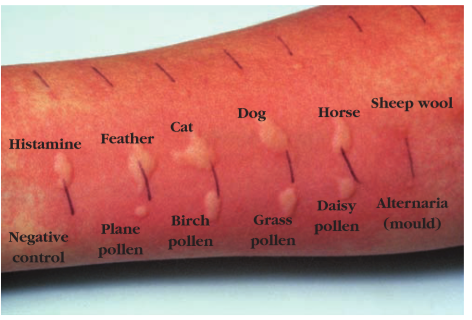 Histamine
Feather
Cat
Dog
Horse
Sheep wool
Negative
control
Plane
pollen
Birch
pollen
Grass
pollen
Daisy
pollen
Alternaria
(mould)